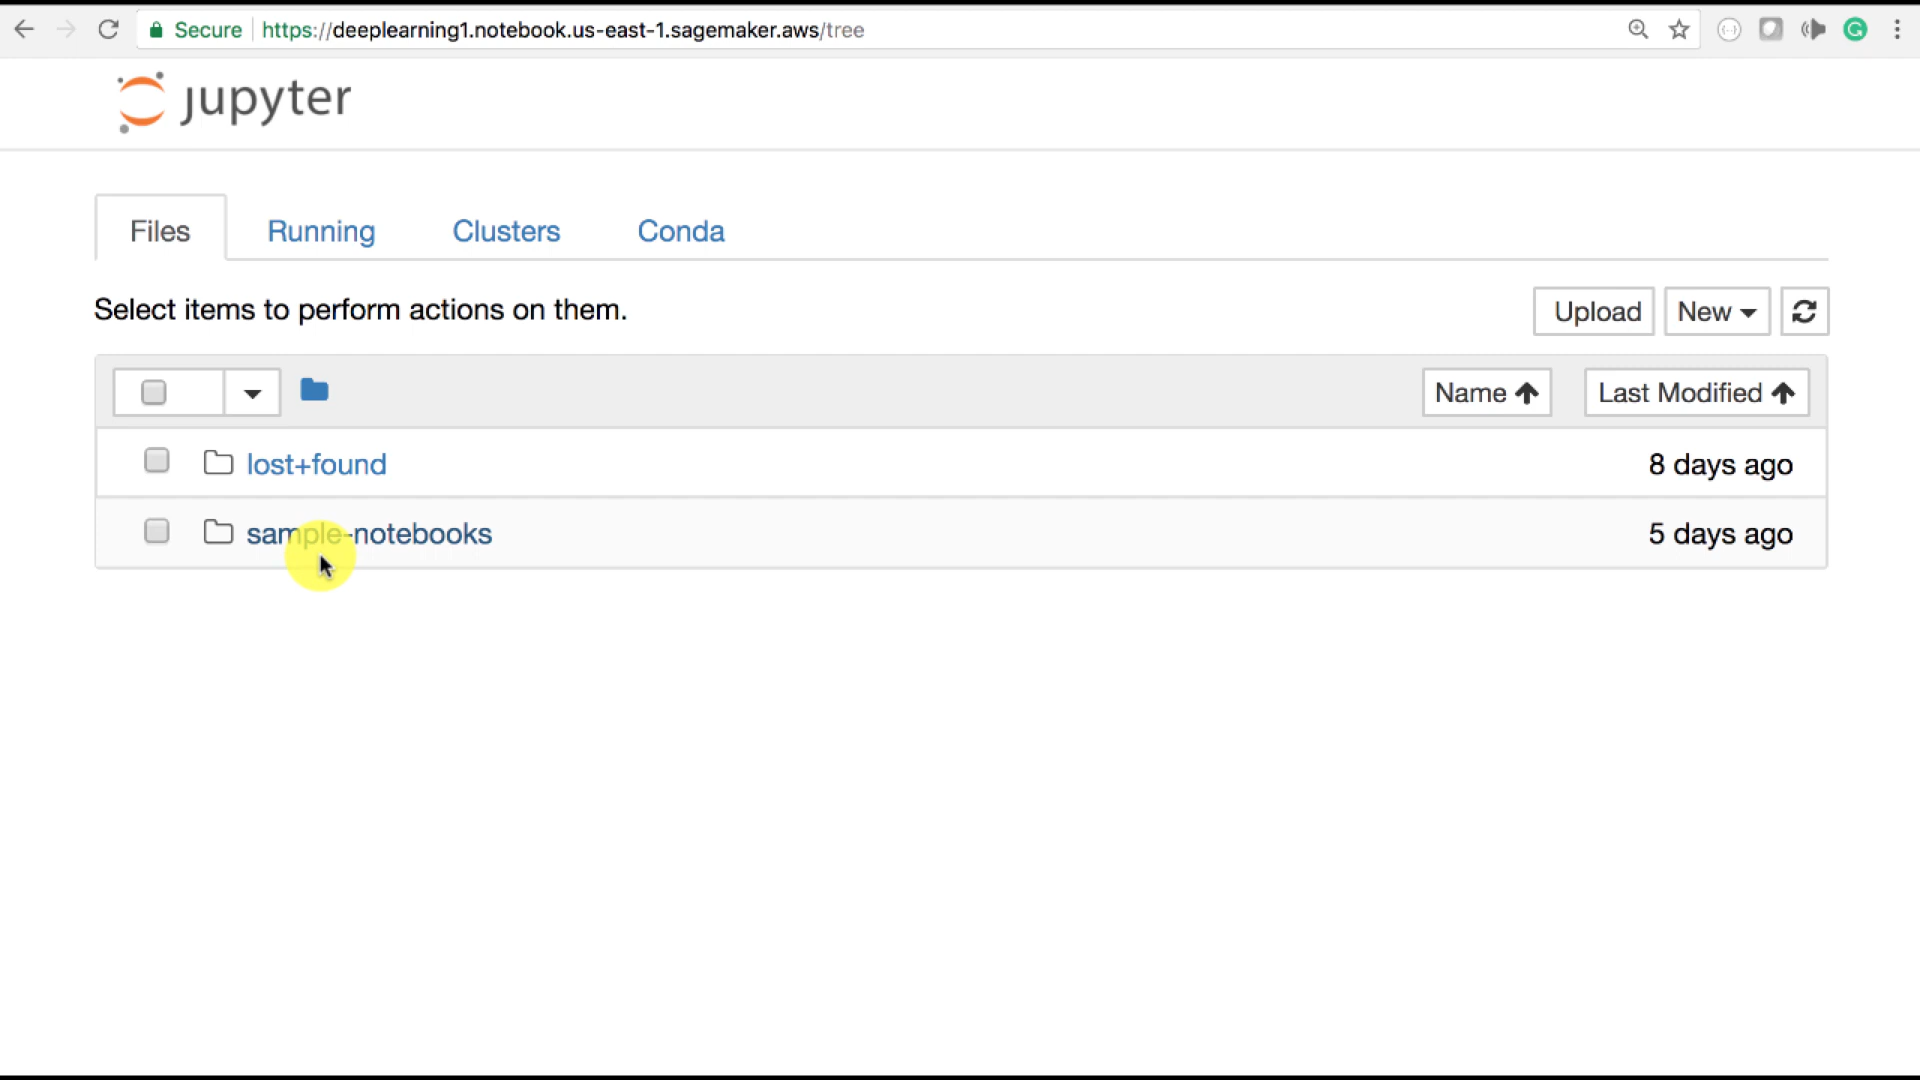 Secure https://deeplearning1.notebook.us-east-1.sagemaker.aws/tree
jupyter
Files Running Clusters Conda
Select items to perform actions on them. Upload New
Name Last Modified
lost+found 8 days ago
sample-notebooks 5 days ago